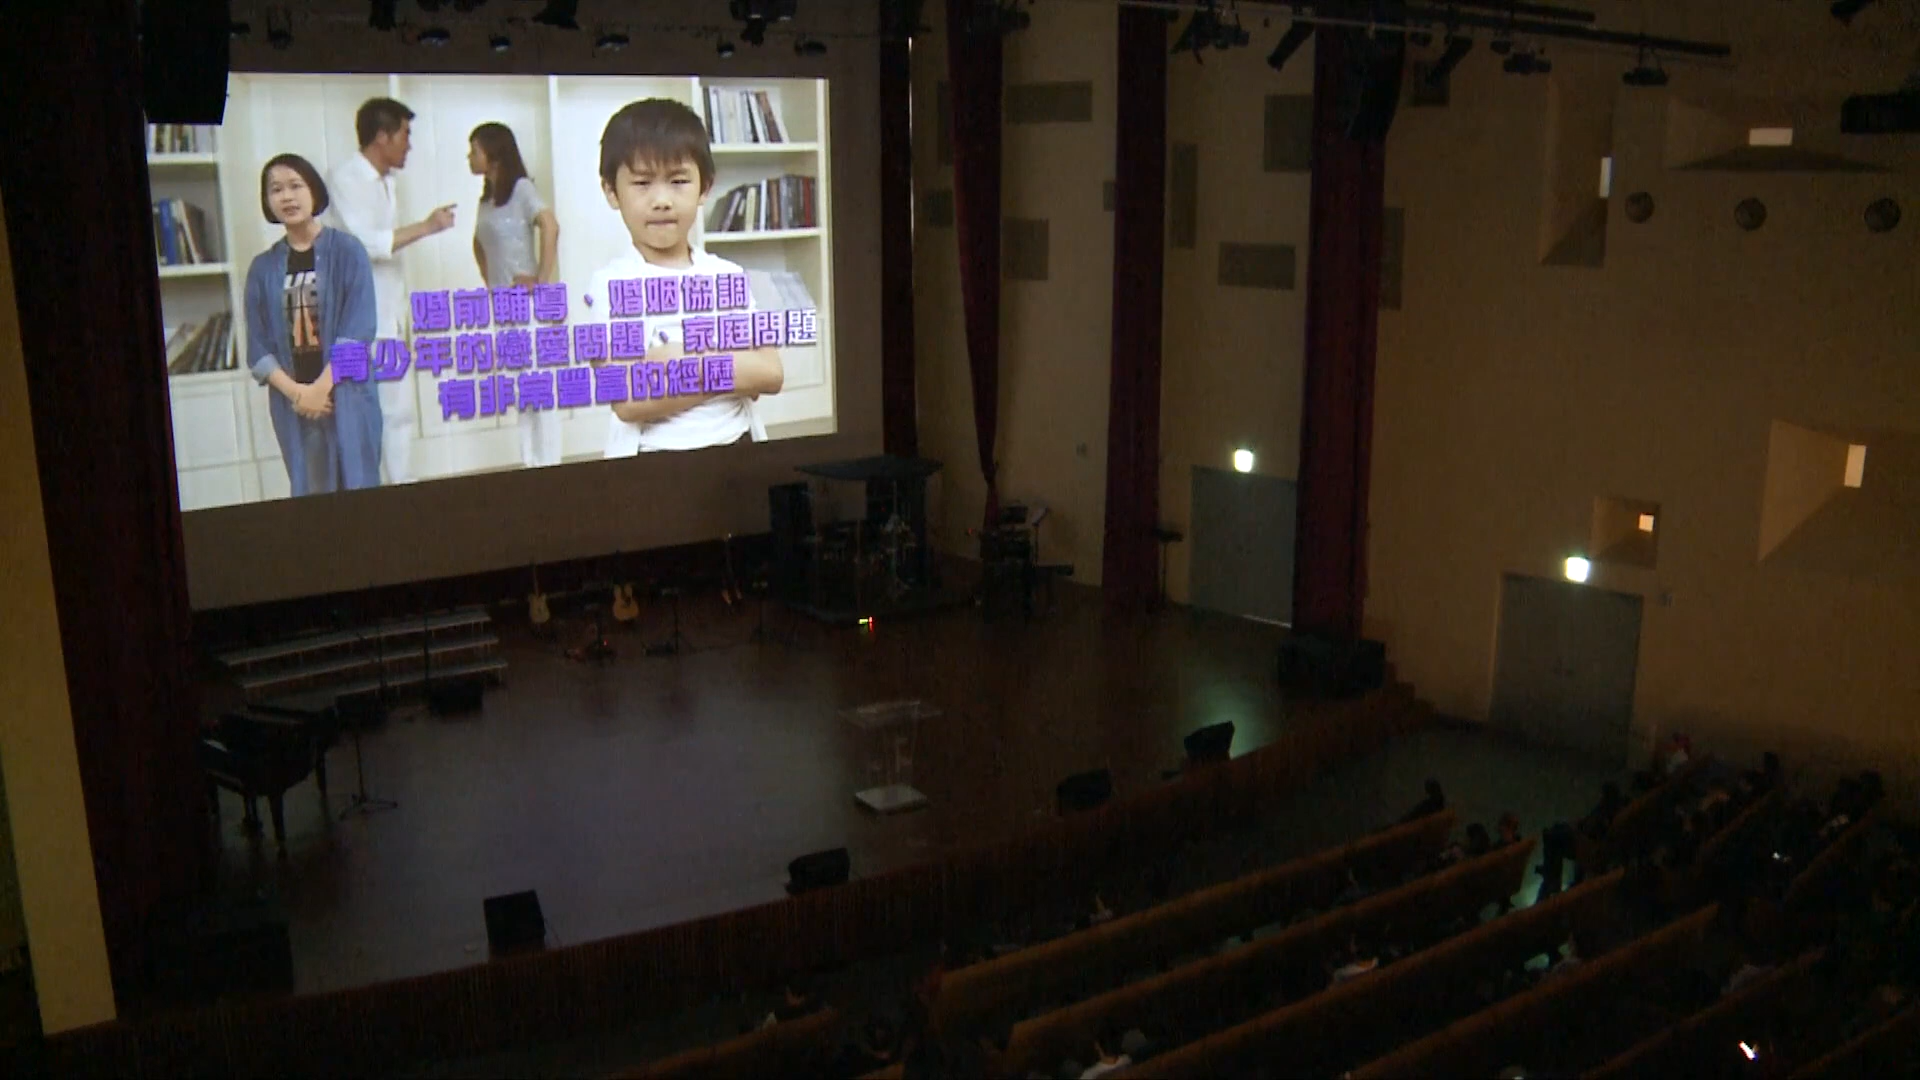 婚前輔導、婚姻協調
青少年的戀愛問題、家庭問題
有非常豐富的經歷